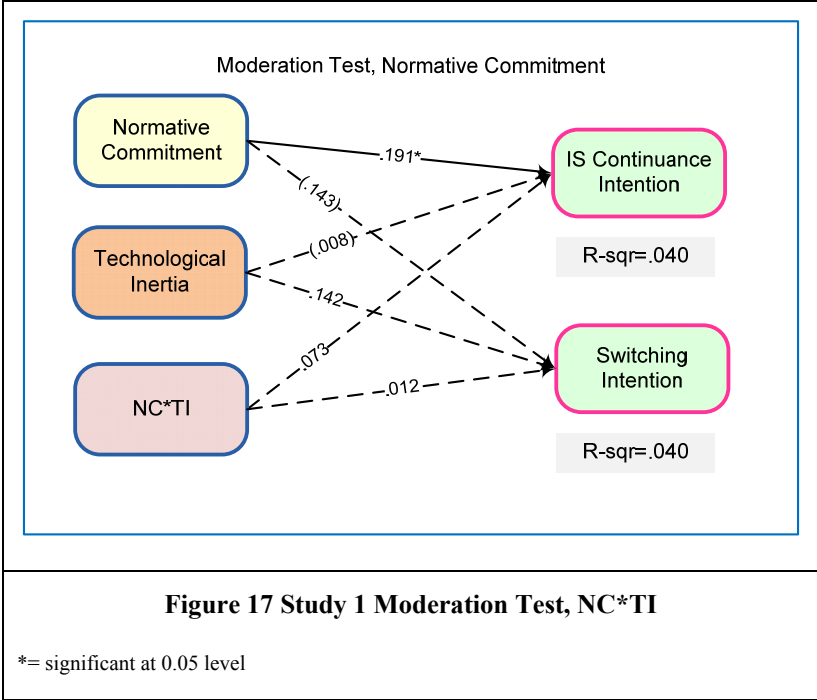 Moderation Test, Normative Commitment
Normative
Commitment
.191*
IS Continuance
Intention
(.143)
Technological
Inertia
(.008)
R-sqr=.040
.142
.073
Switching
Intention
NC*TI
.012
R-sqr=.040
Figure 17 Study 1 Moderation Test, NC*TI
*= significant at 0.05 level